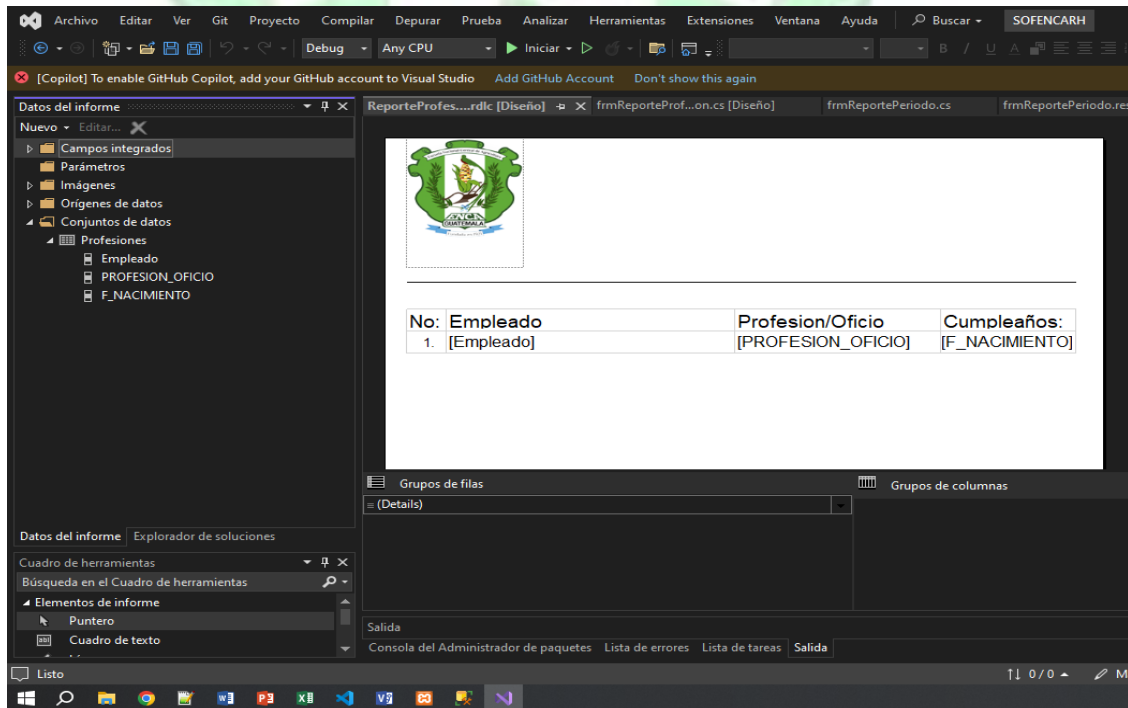 Archivo Editar Ver Git Proyecto Compilar Depurar Prueba Analizar Herramientas Extensiones Ventana Ayuda Buscar SOFENCARH
Debug Any CPU Iniciar B I U A
[Copilot] To enable GitHub Copilot, add your GitHub account to Visual Studio Add GitHub Account Don't show this again
Datos del informe
ReporteProfes....rdlc [Diseño] frmReporteProf...on.cs [Diseño] frmReportePeriodo.cs frmReportePeriodo.res
Nuevo Editar...
Campos integrados
Parámetros
Imágenes
Orígenes de datos
Conjuntos de datos
Profesiones
Empleado
PROFESION_OFICIO
F_NACIMIENTO
GUATEMALA
No: Empleado Profesion/Oficio Cumpleaños:
1. [Empleado] [PROFESION_OFICIO] [F_NACIMIENTO]
Grupos de filas Grupos de columnas
(Details)
Datos del informe Explorador de soluciones
Cuadro de herramientas
Búsqueda en el Cuadro de herramientas
Elementos de informe
Puntero
Cuadro de texto
Salida
Consola del Administrador de paquetes Lista de errores Lista de tareas Salida
Listo 0/0 M